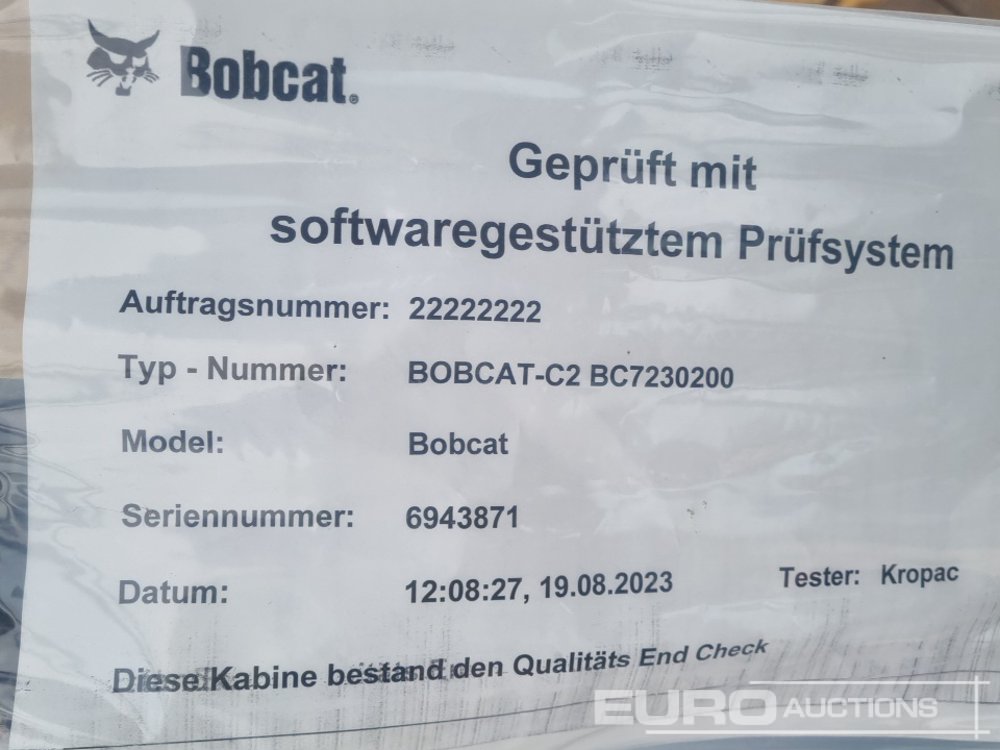 Bobcat®
Geprüft mit
softwaregestütztem Prüfsystem
Auftragsnummer: 22222222
Typ - Nummer: BOBCAT-C2 BC7230200
Model: Bobcat
Seriennummer: 6943871
Datum: 12:08:27, 19.08.2023 Tester: Kropac
Diese Kabine bestand den Qualitäts End Check
EURO AUCTIONS